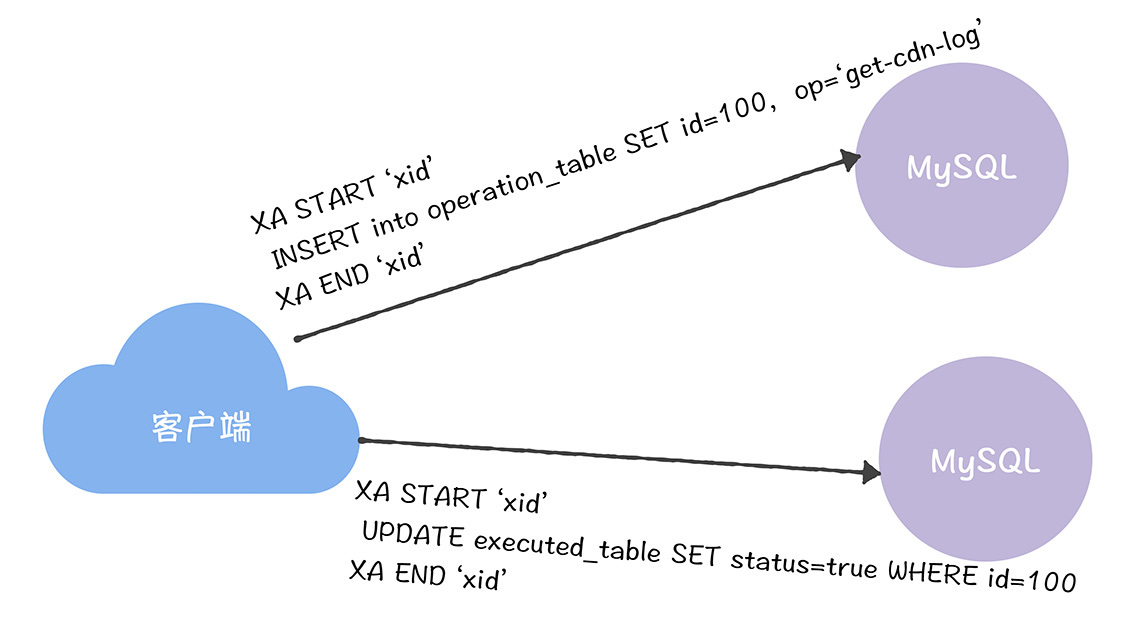 XA START ‘xid’
INSERT into operation_table SET id=100, op=‘get-cdn-log’
XA END ‘xid’
MySQL
客户端
MySQL
XA START ‘xid’
UPDATE executed_table SET status=true WHERE id=100
XA END ‘xid’